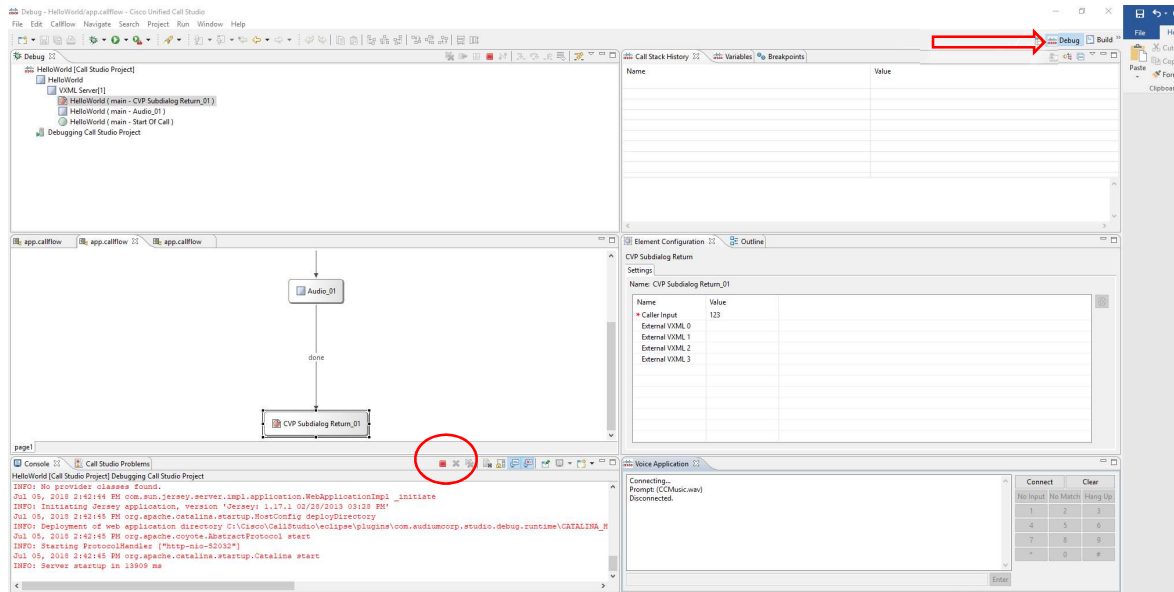 Debug - HelloWorld/app.callflow - Cisco Unified Call Studio
File Edit Callflow Navigate Search Project Run Window Help
Debug Build
File
Cut
Paste
Clipboar
Debug
HelloWorld [Call Studio Project]
HelloWorld
VXML Server[1]
HelloWorld ( main - CVP Subdialog Return_01 )
HelloWorld ( main - Audio_01 )
HelloWorld ( main - Start Of Call )
Debugging Call Studio Project
Call Stack History Variables Breakpoints
Name Value
app.callflow app.callflow app.callflow
Audio_01
done
CVP Subdialog Return_01
page1
Element Configuration Outline
CVP Subdialog Return
Settings
Name: CVP Subdialog Return_01
Name Value
* Caller Input 123
External VXML 0
External VXML 1
External VXML 2
External VXML 3
Console Call Studio Problems
HelloWorld [Call Studio Project] Debugging Call Studio Project
INFO: No provider classes found.
Jul 05, 2018 2:42:44 PM com.sun.jersey.server.impl.application.WebApplicationImpl _initiate
INFO: Initiating Jersey application, version 'Jersey: 1.17.1 02/28/2013 03:28 PM'
Jul 05, 2018 2:42:45 PM org.apache.catalina.startup.HostConfig deployDirectory
INFO: Deployment of web application directory C:\Cisco\CallStudio\eclipse\plugins\com.audiumcorp.studio.debug.runtime\CATALINA_H
Jul 05, 2018 2:42:45 PM org.apache.coyote.AbstractProtocol start
INFO: Starting ProtocolHandler ["http-nio-52032"]
Jul 05, 2018 2:42:45 PM org.apache.catalina.startup.Catalina start
INFO: Server startup in 13909 ms
Voice Application
Connecting...
Prompt: (CCMusic.wav)
Disconnected.
Connect Clear
No Input No Match Hang Up
1 2 3
4 5 6
7 8 9
* 0 #
Enter